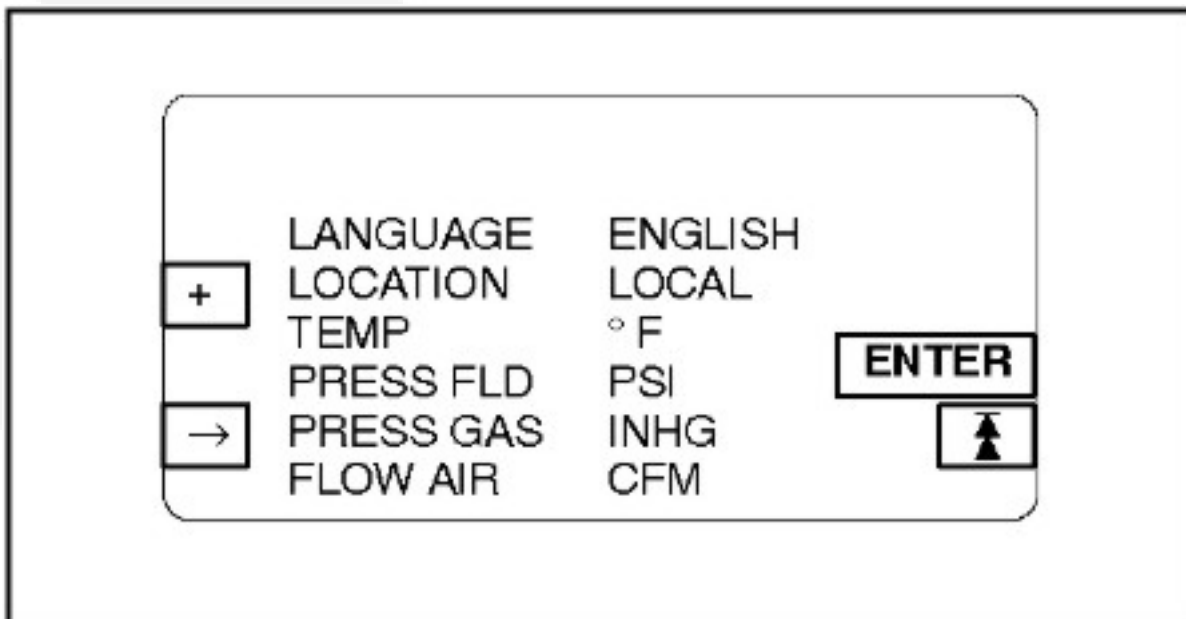 LANGUAGE ENGLISH
+ LOCATION LOCAL
TEMP ° F
PRESS FLD PSI ENTER
→ PRESS GAS INHG
FLOW AIR CFM